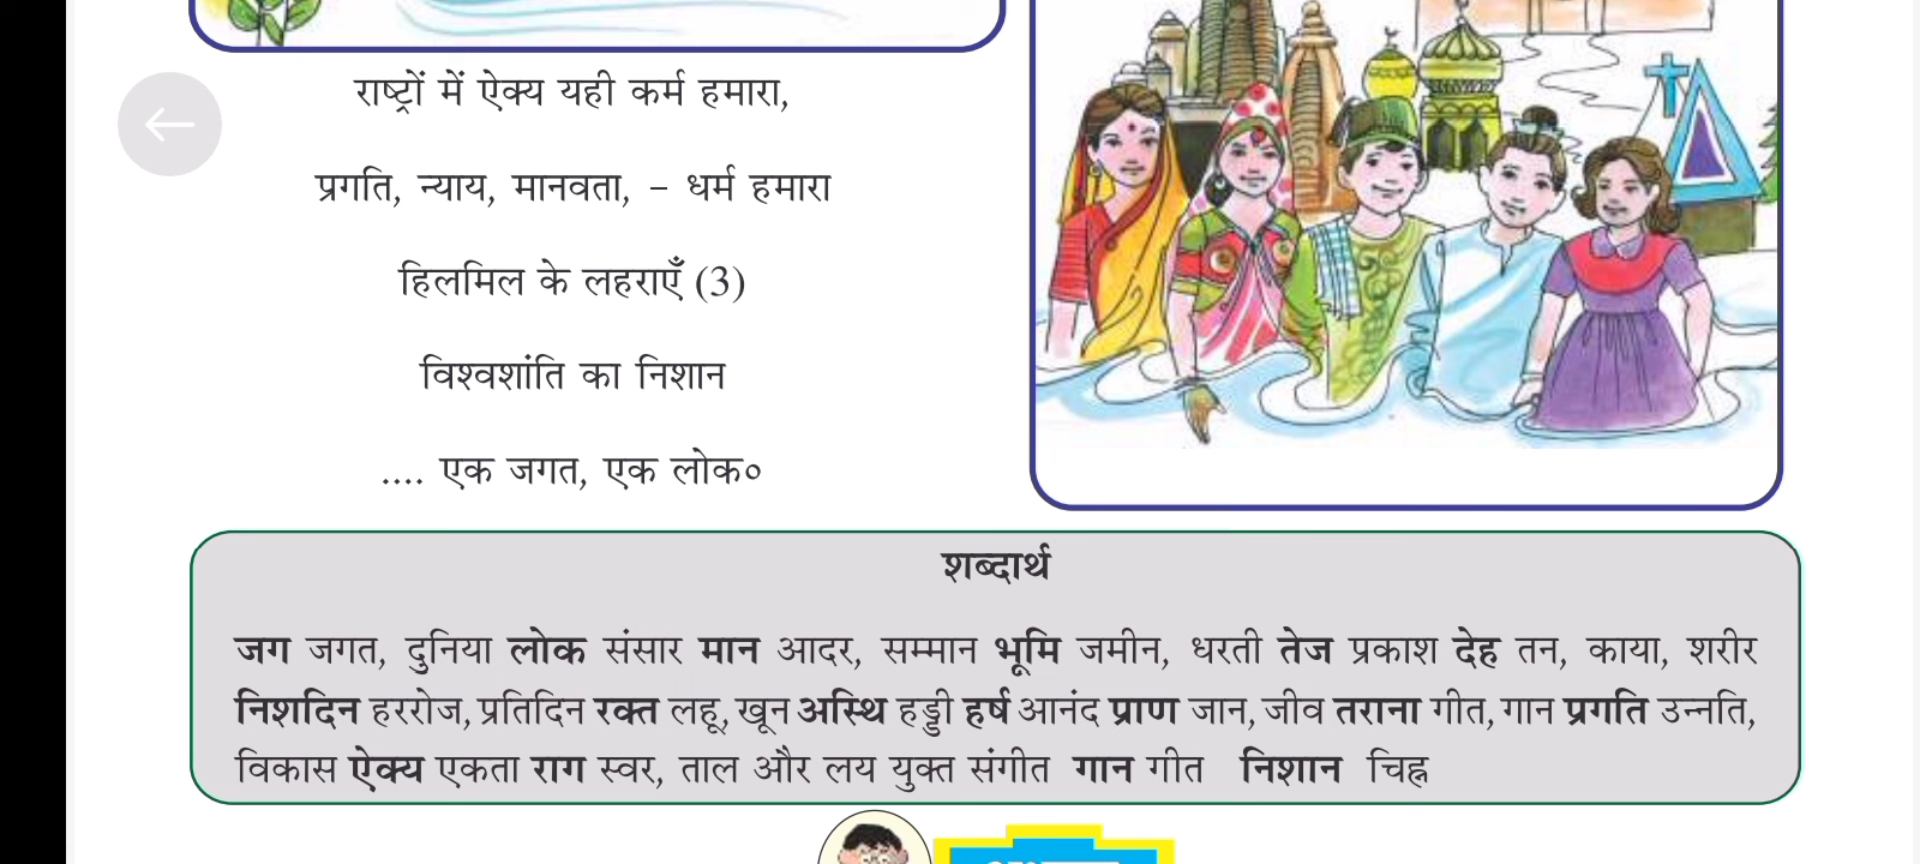 राष्ट्रों में ऐक्य यही कर्म हमारा,
प्रगति, न्याय, मानवता, – धर्म हमारा
हिलमिल के लहराएँ (3)
विश्वशांति का निशान
.... एक जगत, एक लोक०
शब्दार्थ
जग जगत, दुनिया लोक संसार मान आदर, सम्मान भूमि जमीन, धरती तेज प्रकाश देह तन, काया, शरीर
निशदिन हररोज, प्रतिदिन रक्त लहू, खून अस्थि हड्डी हर्ष आनंद प्राण जान, जीव तराना गीत, गान प्रगति उन्नति,
विकास ऐक्य एकता राग स्वर, ताल और लय युक्त संगीत गान गीत निशान चिह्न